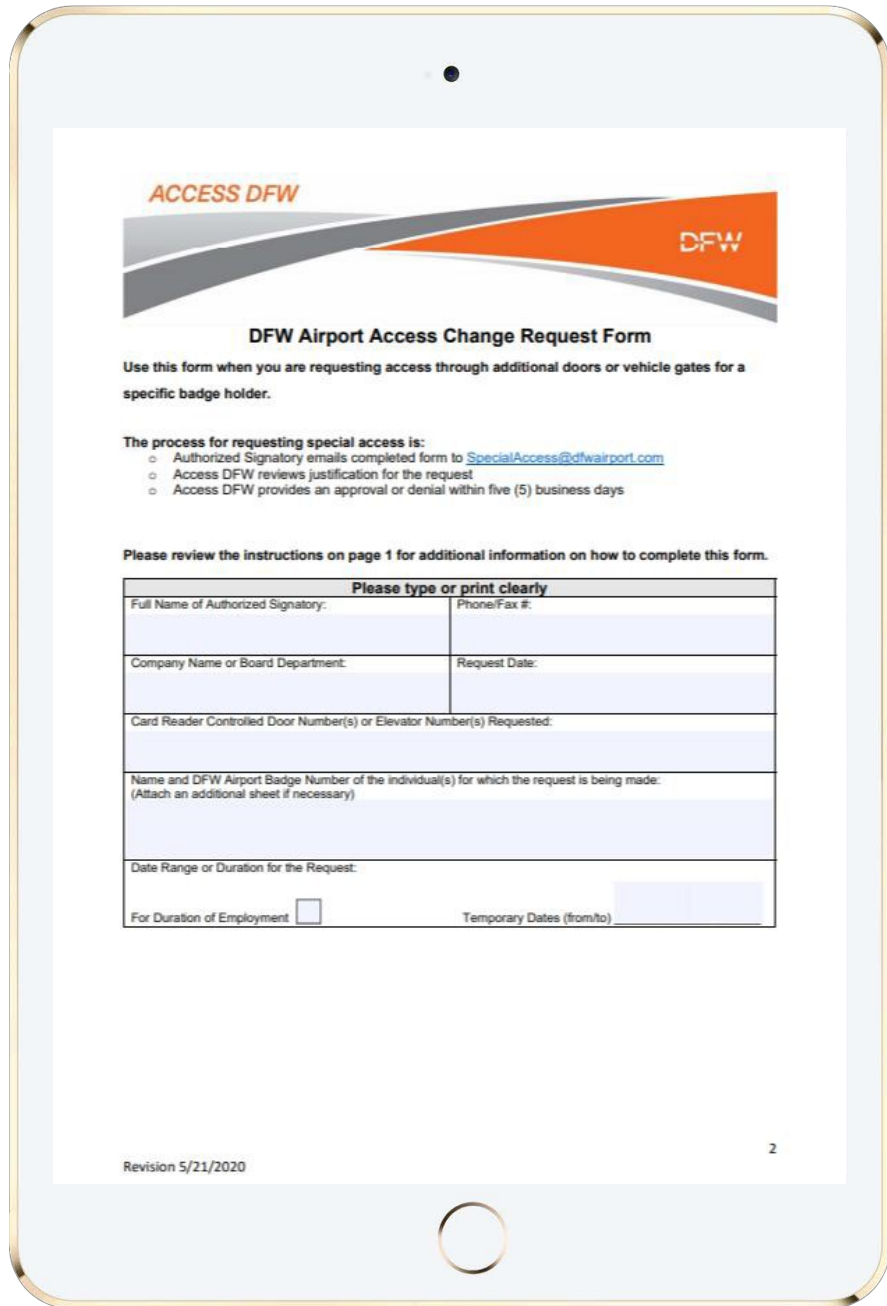 ACCESS DFW
DFW
DFW Airport Access Change Request Form
Use this form when you are requesting access through additional doors or vehicle gates for a
specific badge holder.
The process for requesting special access is:
o Authorized Signatory emails completed form to SpecialAccess@dfwairport.com
o Access DFW reviews justification for the request
o Access DFW provides an approval or denial within five (5) business days
Please review the instructions on page 1 for additional information on how to complete this form.
Please type or print clearly
Full Name of Authorized Signatory:
Phone/Fax #:
Company Name or Board Department:
Request Date:
Card Reader Controlled Door Number(s) or Elevator Number(s) Requested:
Name and DFW Airport Badge Number of the individual(s) for which the request is being made:
(Attach an additional sheet if necessary)
Date Range or Duration for the Request:
For Duration of Employment
Temporary Dates (from/to)
2
Revision 5/21/2020